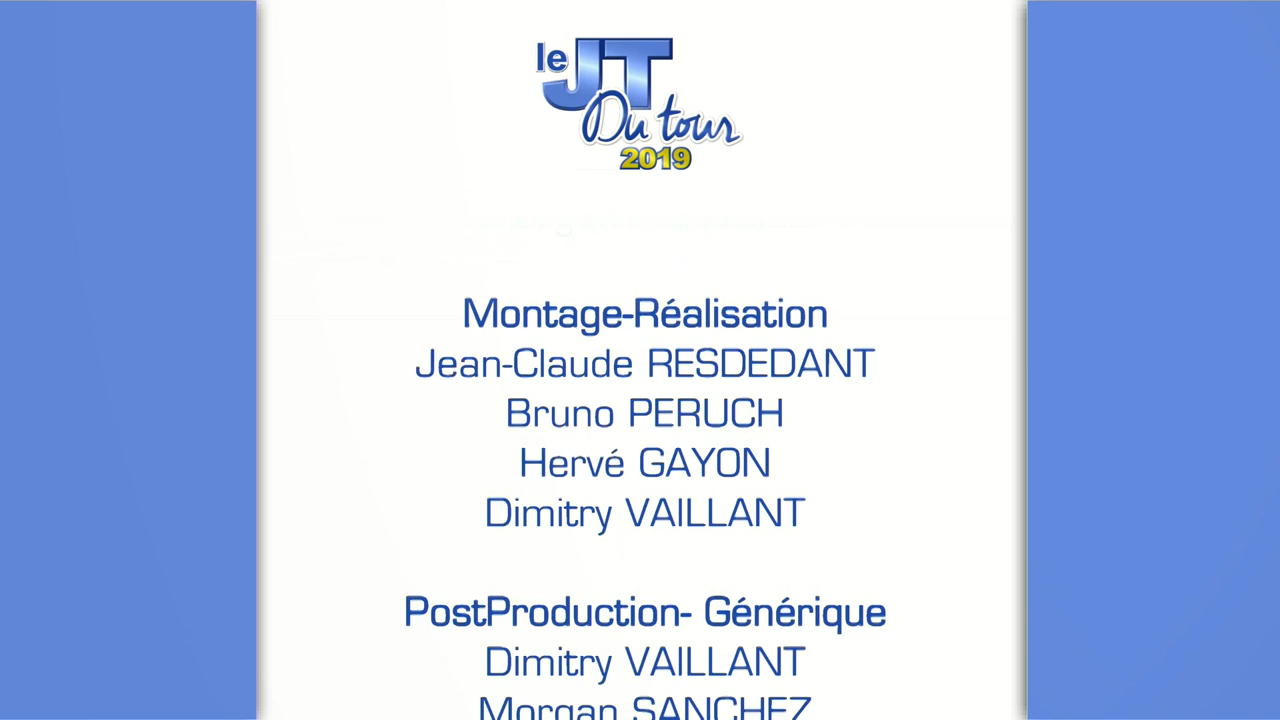 le JT
Du tour
2019
Montage-Réalisation
Jean-Claude RESDEDANT
Bruno PERUCH
Hervé GAYON
Dimitry VAILLANT
PostProduction- Générique
Dimitry VAILLANT
Morgan SANCHEZ